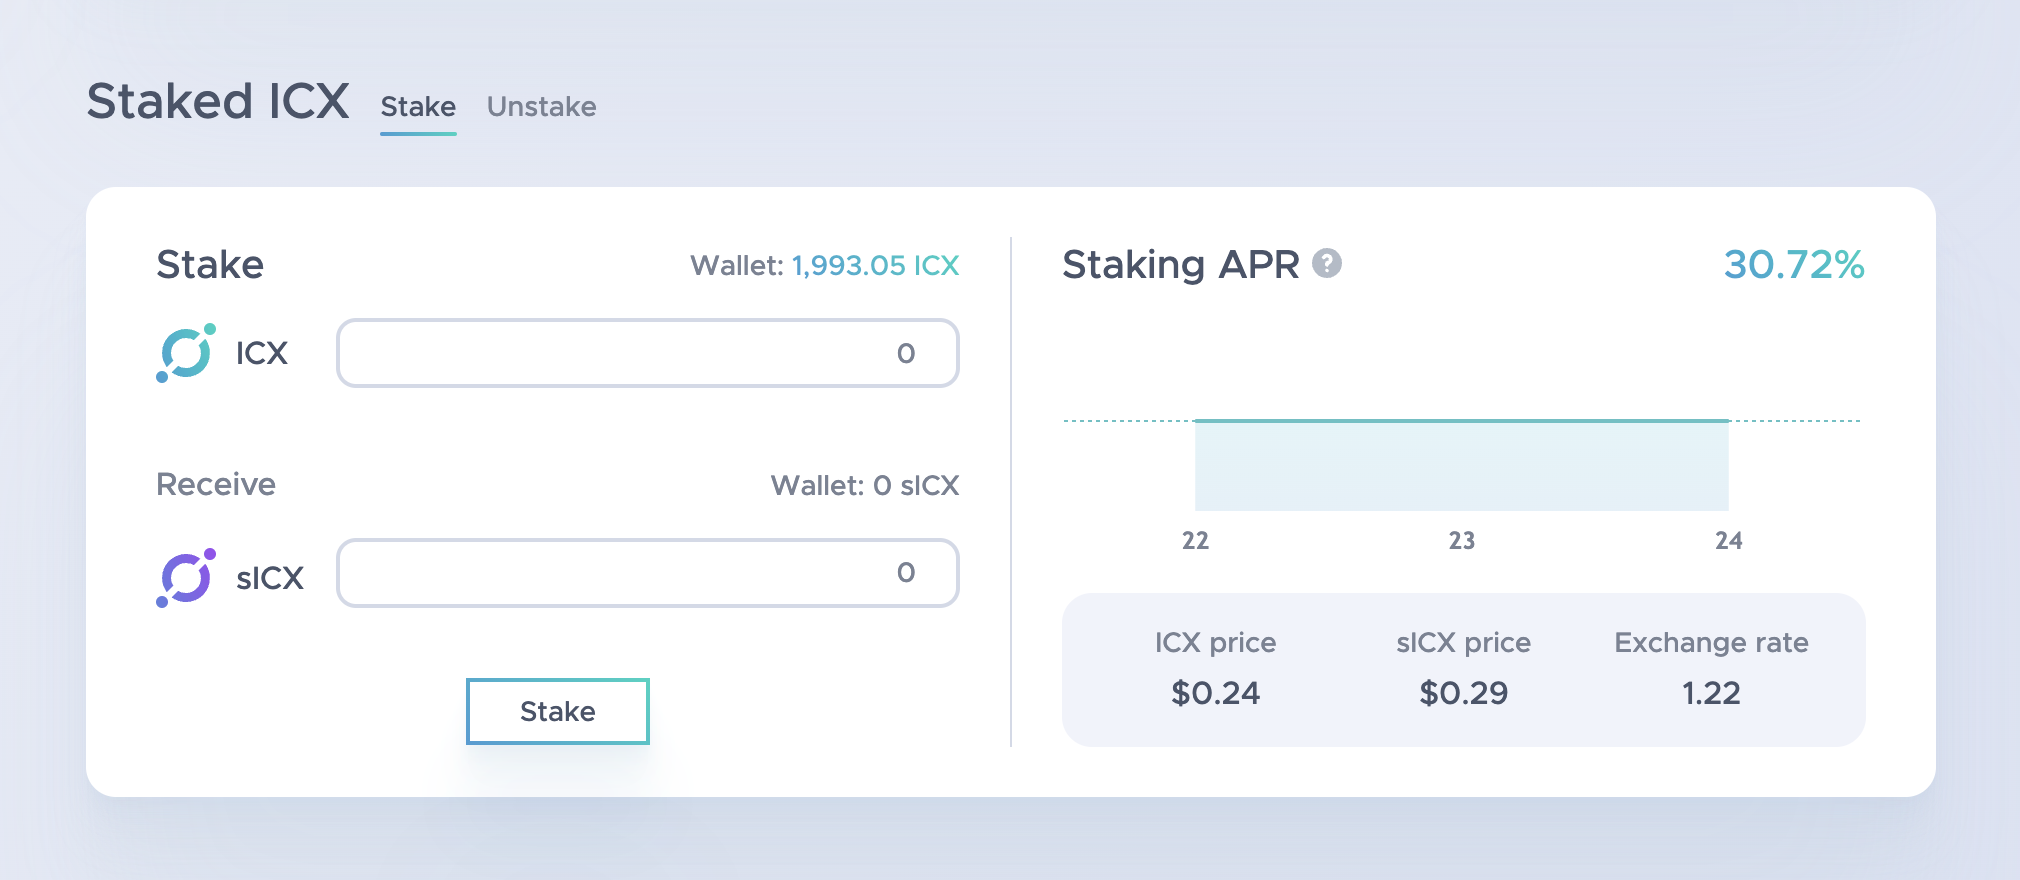 Staked ICX Stake Unstake
Stake
Wallet: 1,993.05 ICX
ICX
0
Receive
Wallet: 0 sICX
sICX
0
Stake
Staking APR ?
30.72%
22 23 24
ICX price sICX price Exchange rate
$0.24 $0.29 1.22